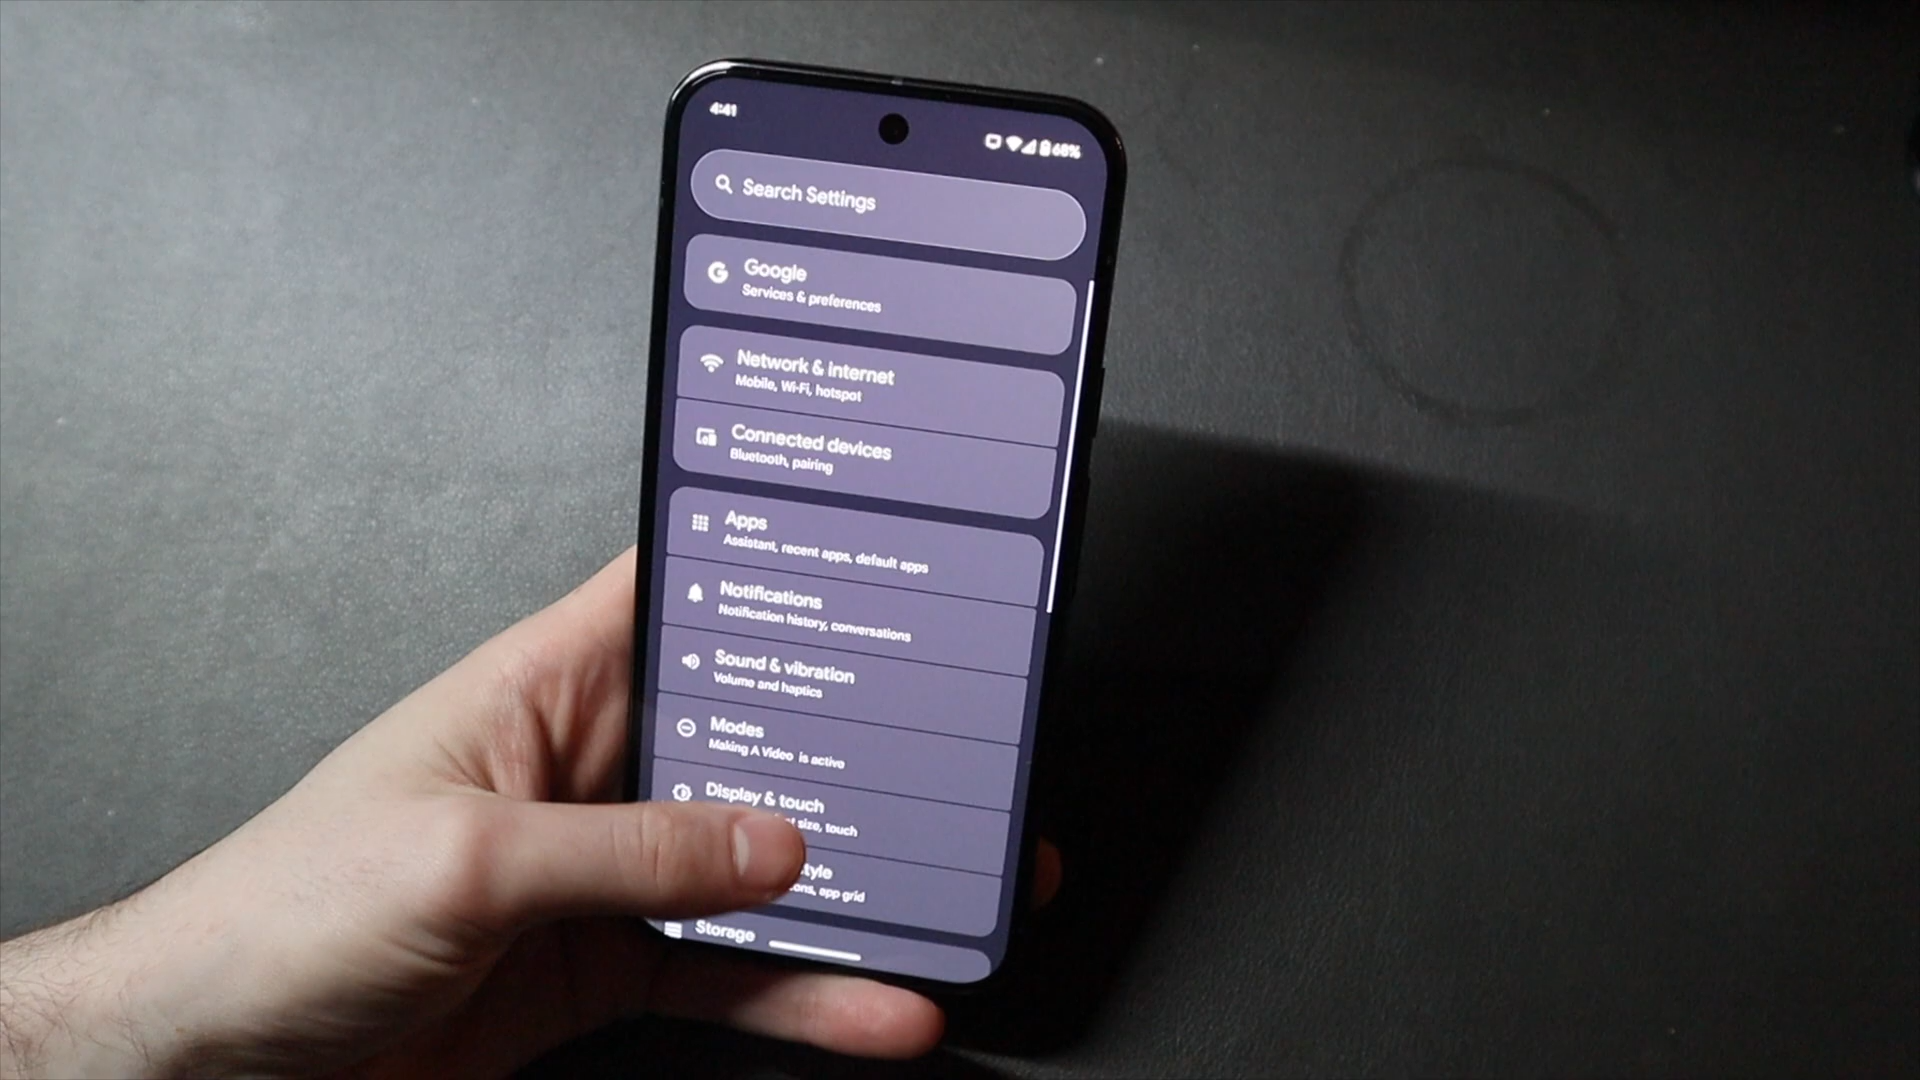 4:41
68%
Search Settings
Google
Services & preferences
Network & internet
Mobile, Wi-Fi, hotspot
Connected devices
Bluetooth, pairing
Apps
Assistant, recent apps, default apps
Notifications
Notification history, conversations
Sound & vibration
Volume and haptics
Modes
Making A Video is active
Display & touch
size, touch
style
app grid
Storage